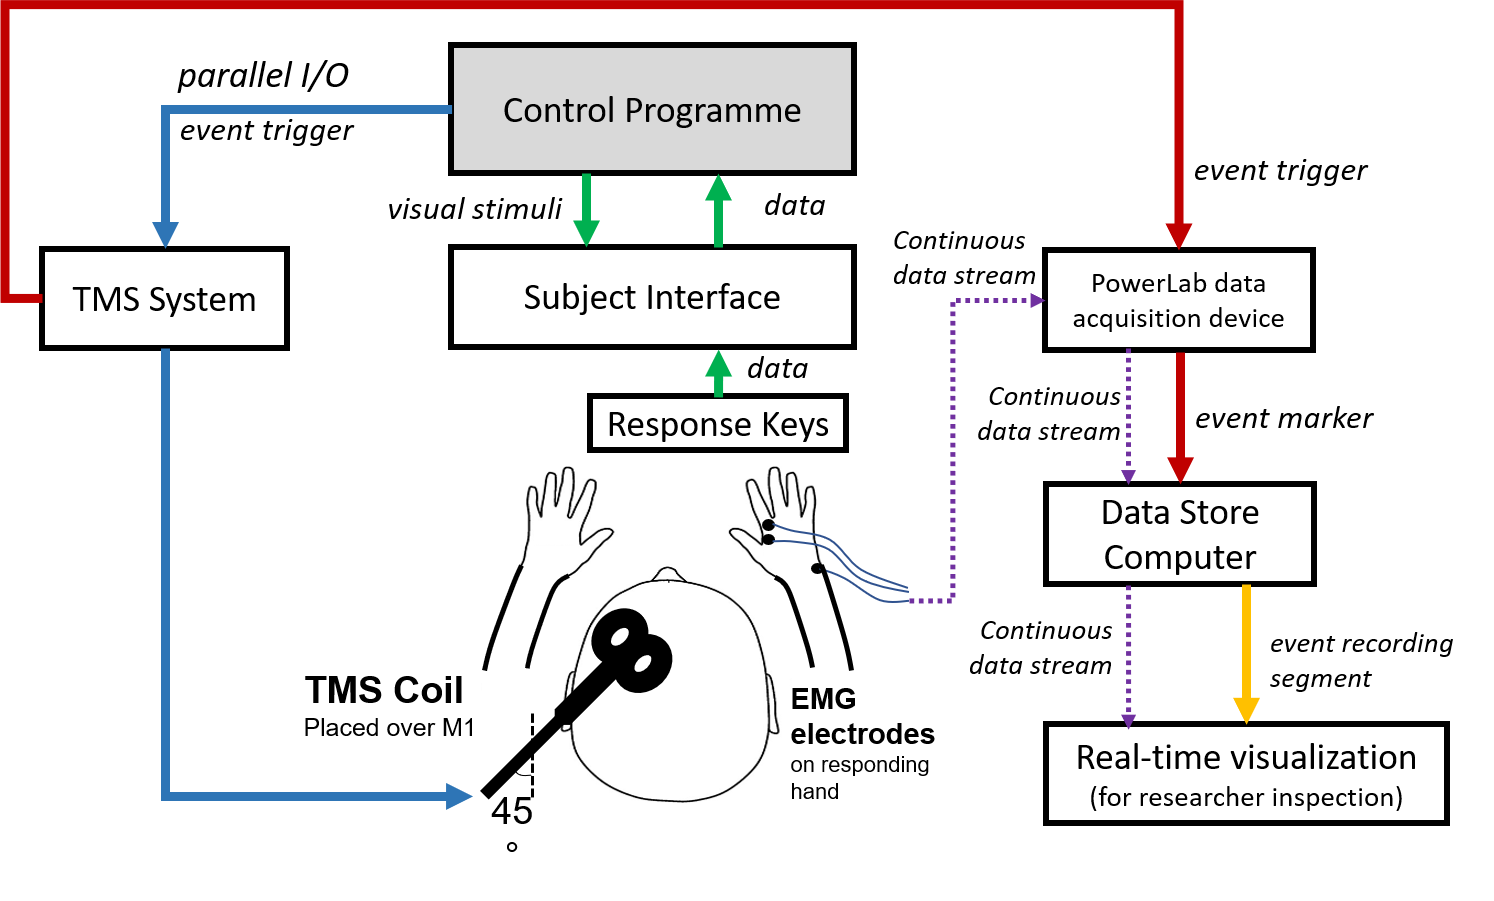 parallel I/O
event trigger
Control Programme
visual stimuli
data
event trigger
TMS System
Subject Interface
Continuous
data stream
PowerLab data
acquisition device
data
Response Keys
Continuous
data stream
event marker
Data Store
Computer
Continuous
data stream
event recording
segment
TMS Coil
Placed over M1
EMG
electrodes
on responding
hand
45
°
Real-time visualization
(for researcher inspection)